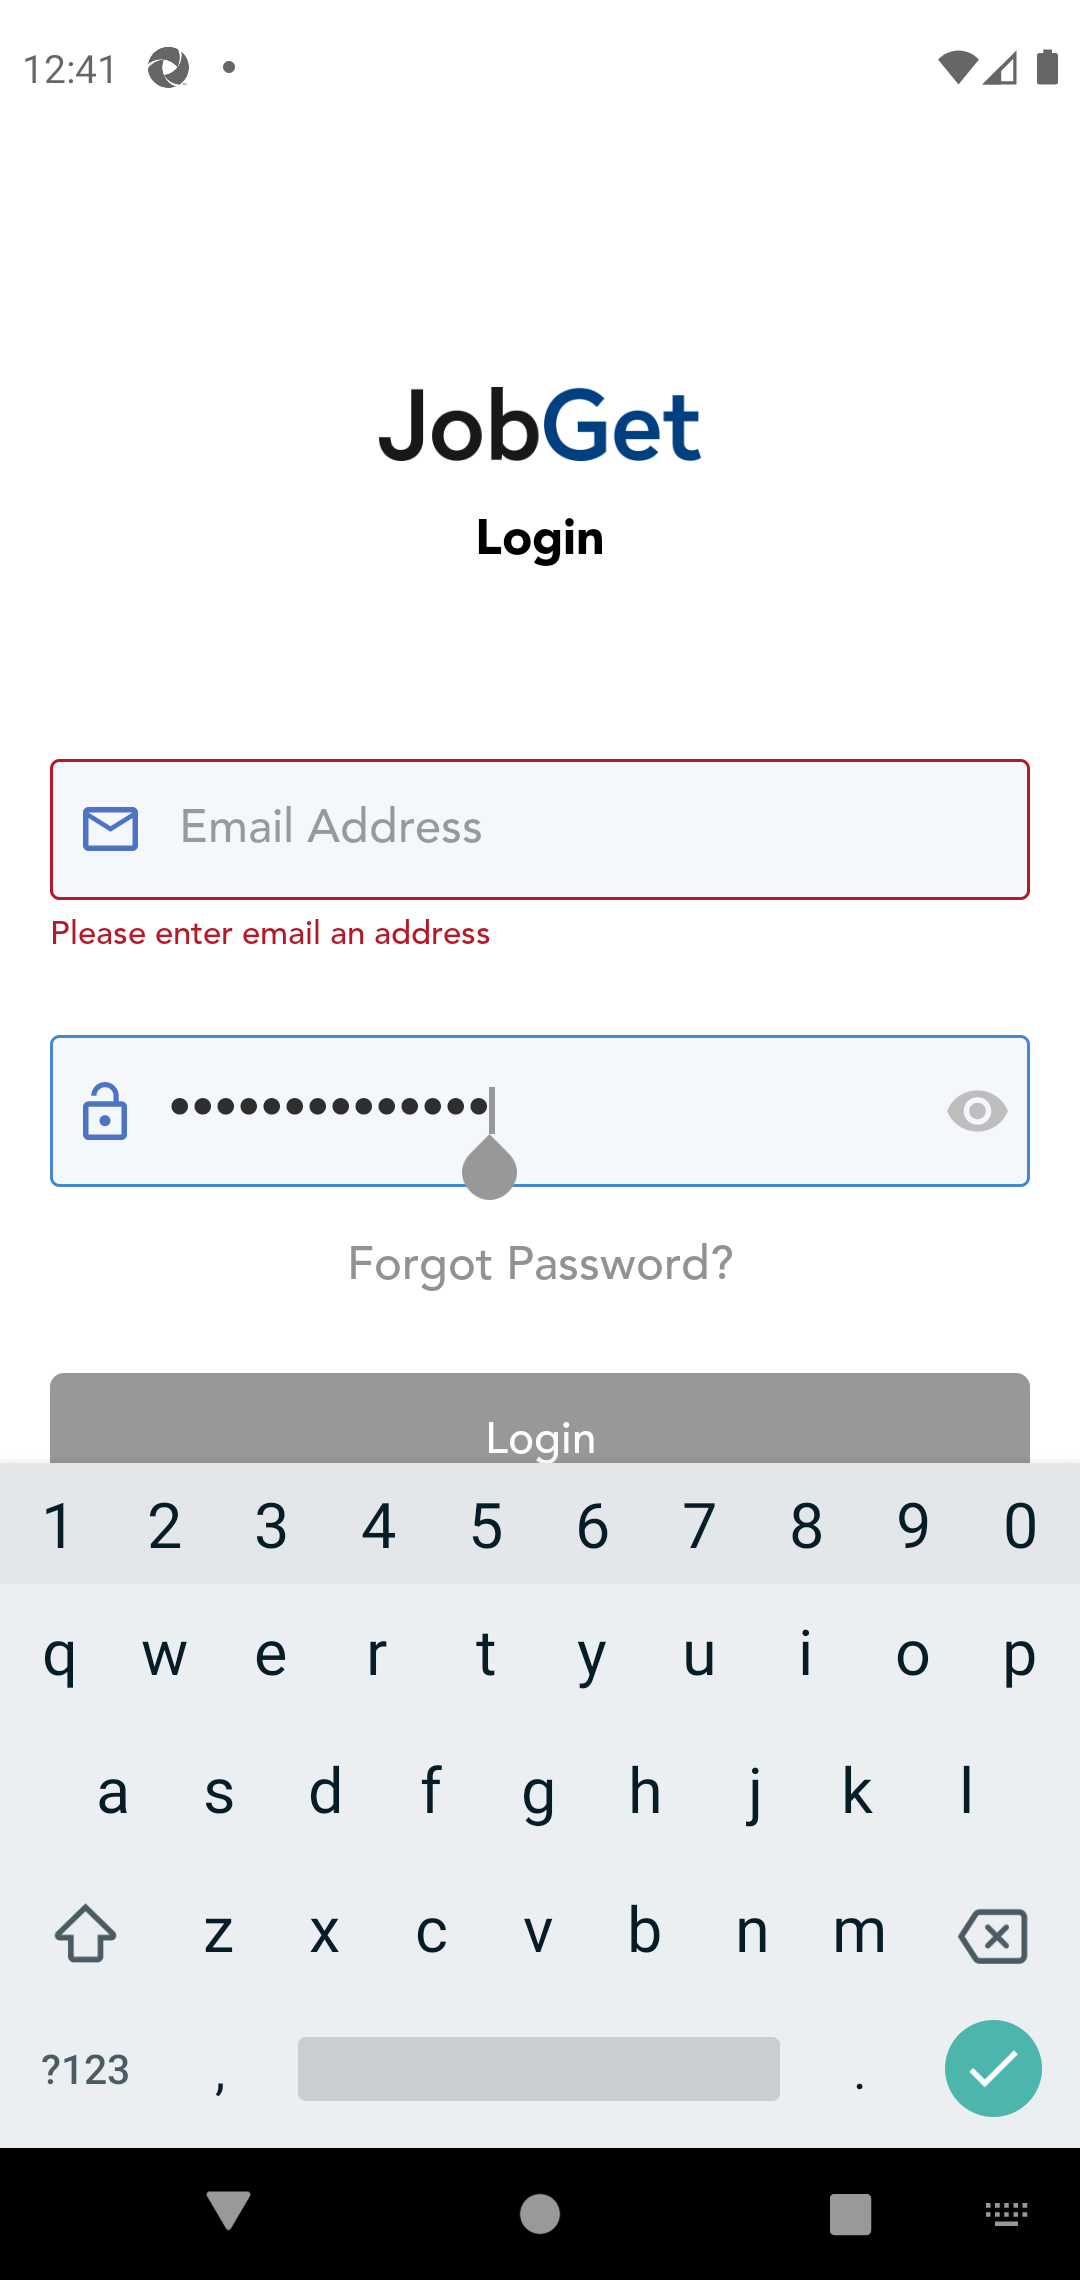 12:41
JobGet
Login
Email Address
Please enter email an address
••••••••••••••
Forgot Password?
Login
1 2 3 4 5 6 7 8 9 0
q w e r t y u i o p
a s d f g h j k l
z x c v b n m
?123 , .